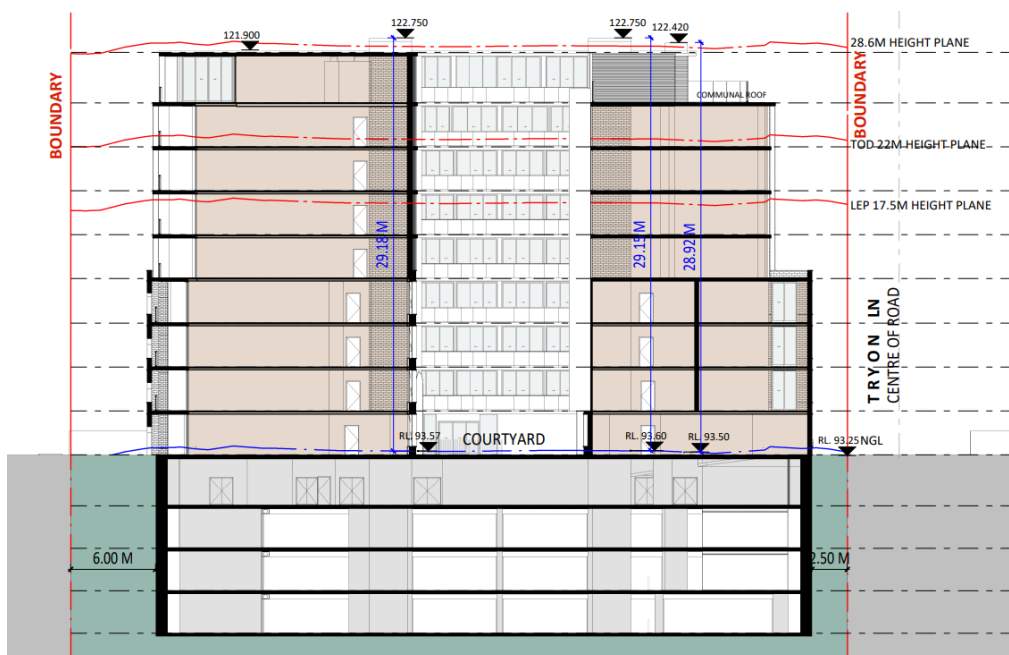 122.750
122.750
121.900
122.420
28.6M HEIGHT PLANE
BOUNDARY
BOUNDARY
COMMUNAL ROOF
TOD 22M HEIGHT PLANE
LEP 17.5M HEIGHT PLANE
29.18 M
29.15 M
28.92 M
TRYON LN
CENTRE OF ROAD
RL. 93.57
COURTYARD
RL. 93.60
RL. 93.50
RL. 93.25 NGL
6.00 M
2.50 M